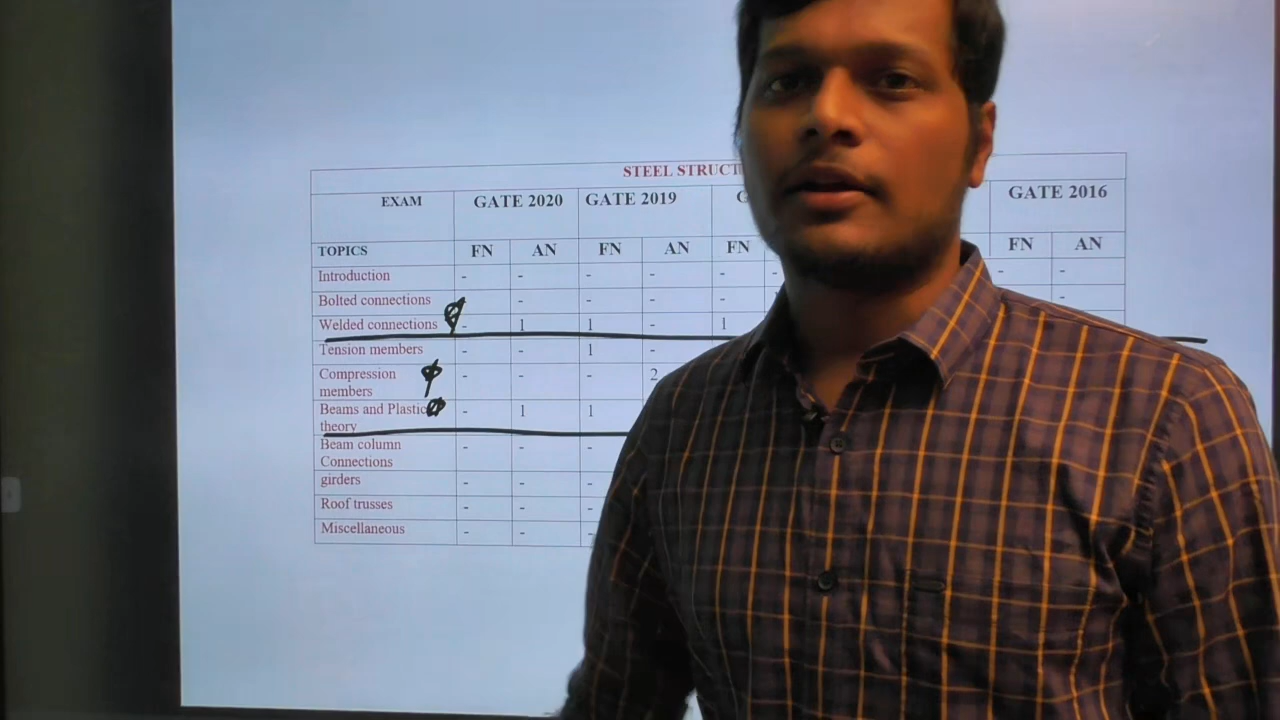 STEEL
EXAM GATE 2020 GATE 2019 GATE 2016
TOPICS FN AN FN AN FN FN AN
Introduction - - - - - - - -
Bolted connections - - - - - -
Welded connections - 1 1 - 1
Tension members - - 1 -
Compression - - - 2
members
Beams and Plastic - 1 1
theory
Beam column - - -
Connections
girders - - -
Roof trusses - - -
Miscellaneous - - -